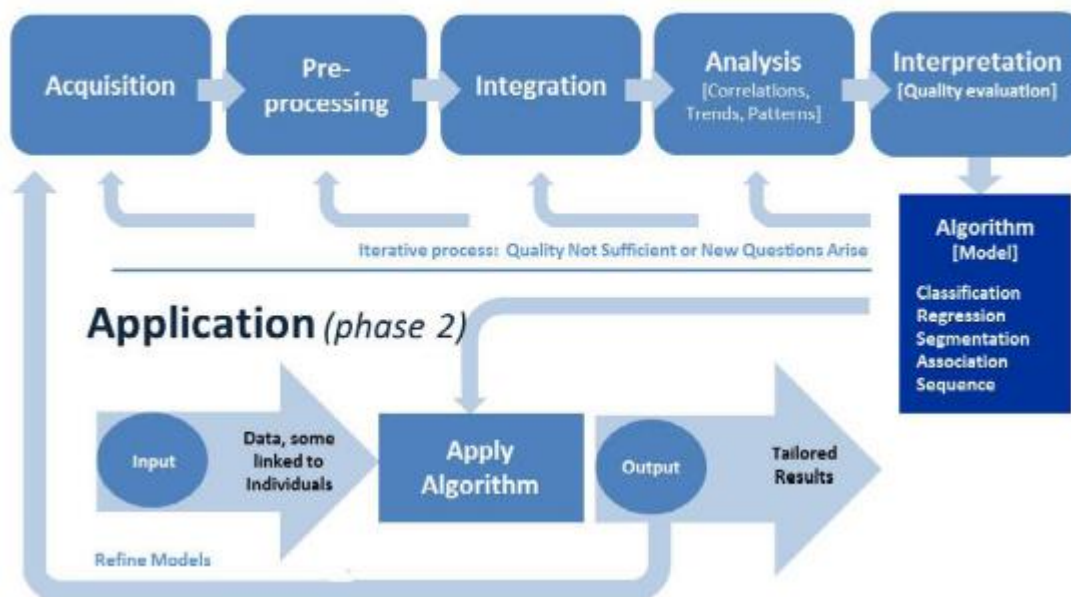 Acquisition
Pre-
processing
Integration
Analysis
[Correlations,
Trends, Patterns]
Interpretation
[Quality evaluation]
Iterative process:  Quality Not Sufficient or New Questions Arise
Algorithm
[Model]
Classification
Regression
Segmentation
Association
Sequence
Application (phase 2)
Input
Data, some
linked to
Individuals
Apply
Algorithm
Output
Tailored
Results
Refine Models